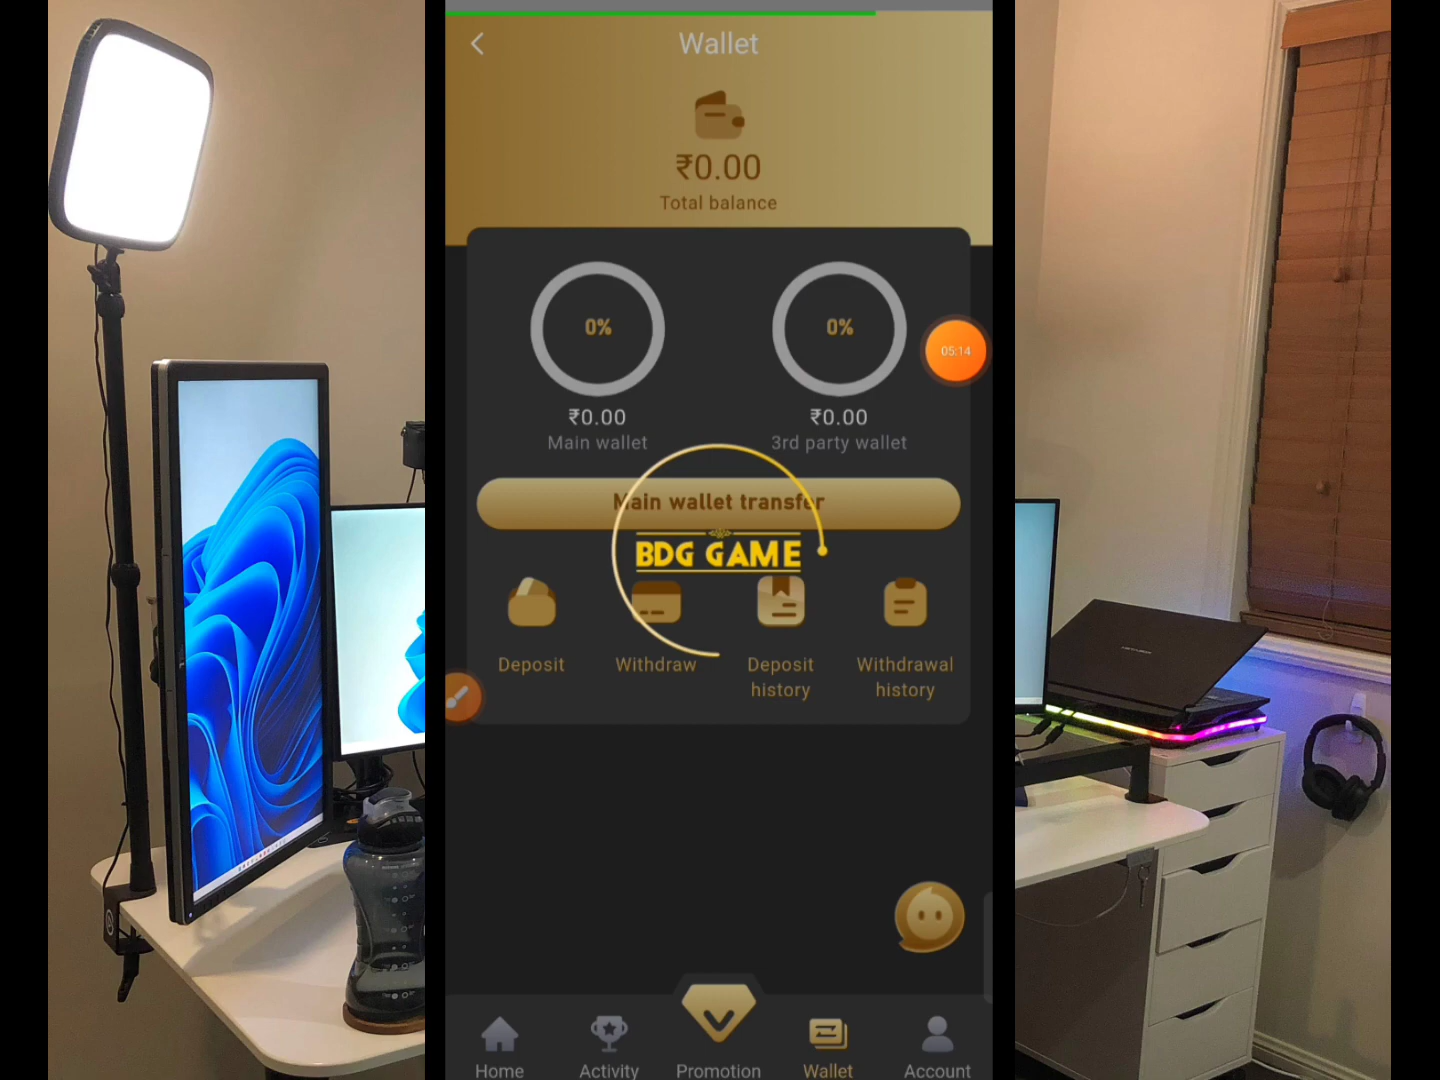 Wallet
₹0.00
Total balance
0%
0%
05:14
₹0.00
₹0.00
Main wallet
3rd party wallet
Main wallet transfer
BDG GAME
Deposit
Withdraw
Deposit history
Withdrawal history
Home
Activity
Promotion
Wallet
Account